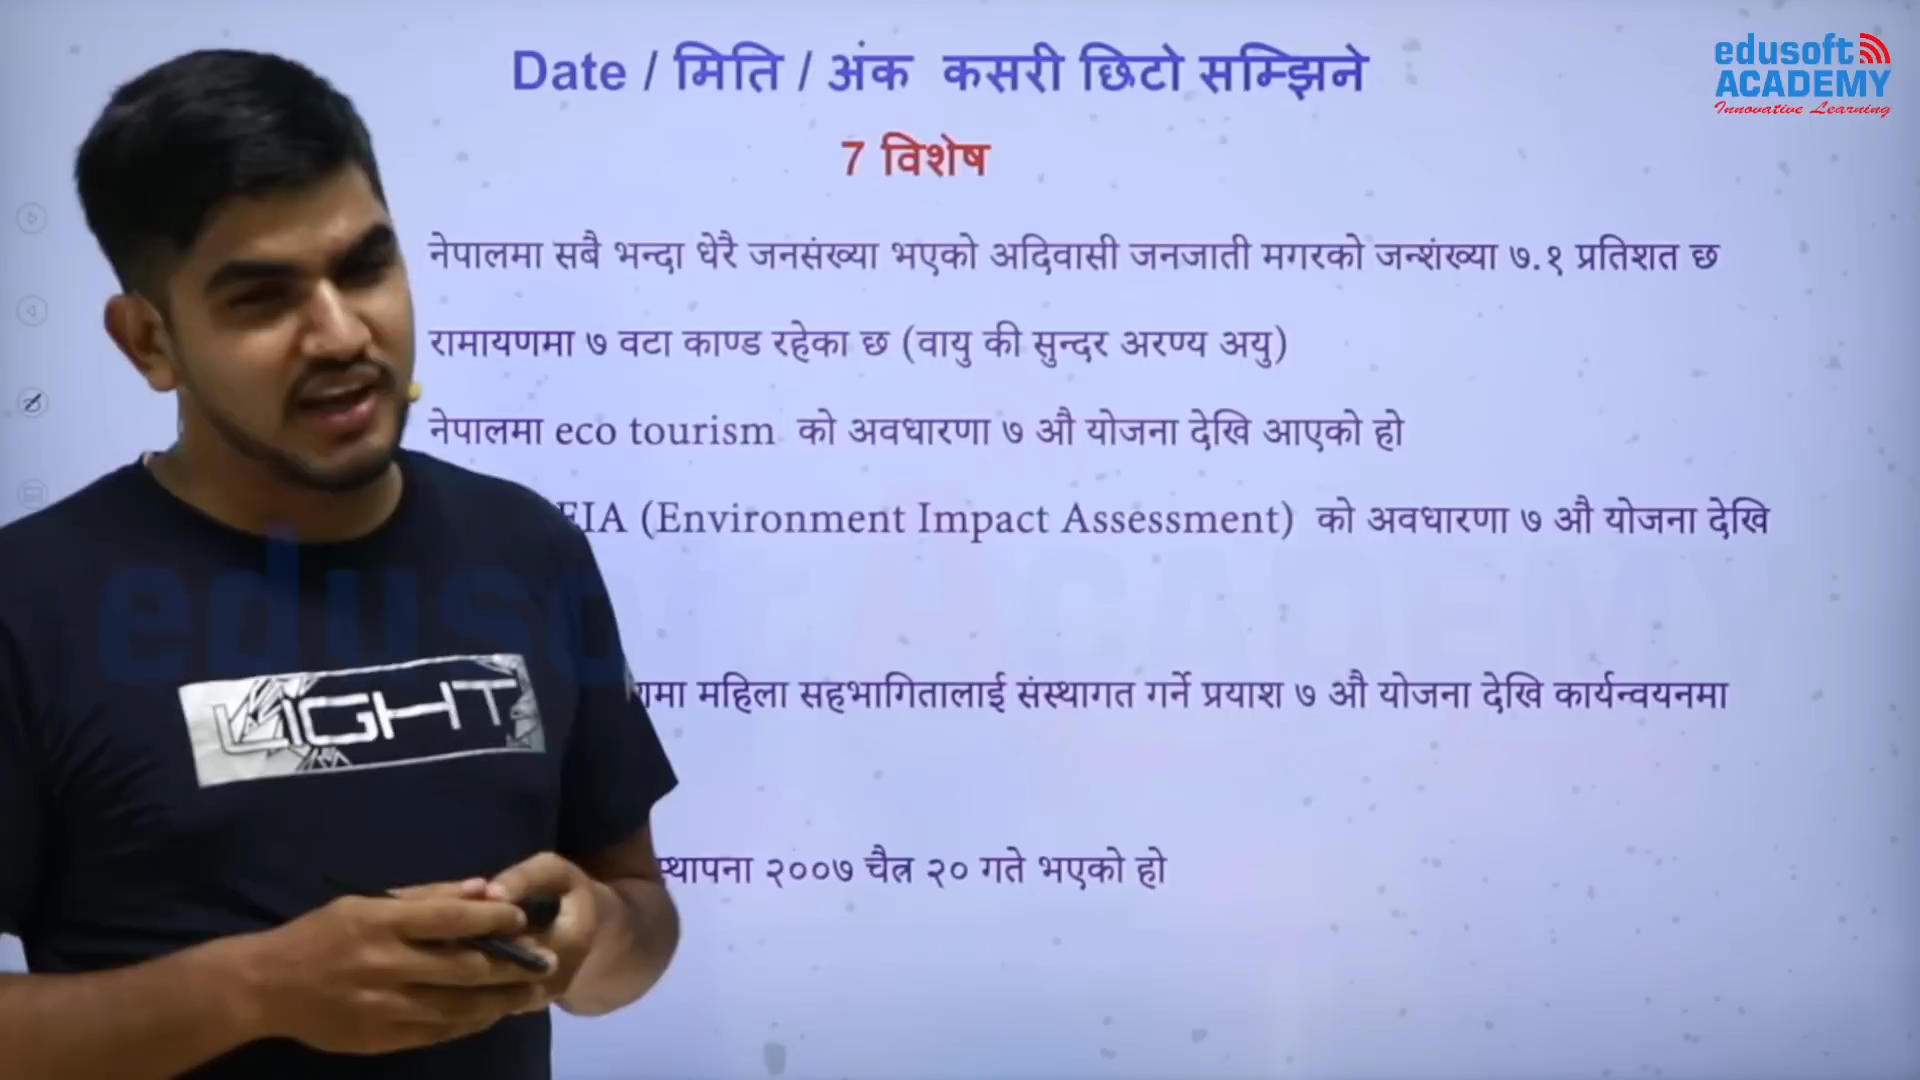 Date / मिति / अंक कसरी छिटो सम्झिने
edusoft
ACADEMY
Innovative Learning
7 विशेष
नेपालमा सबै भन्दा धेरै जनसंख्या भएको अदिवासी जनजाती मगरको जन्शंख्या ७.१ प्रतिशत छ
रामायणमा ७ वटा काण्ड रहेका छ (वायु की सुन्दर अरण्य अयु)
नेपालमा eco tourism को अवधारणा ७ औ योजना देखि आएको हो
EIA (Environment Impact Assessment) को अवधारणा ७ औ योजना देखि
edusoft ACADEMY
महिला सहभागितालाई संस्थागत गर्ने प्रयाश ७ औ योजना देखि कार्यन्वयनमा
LIGHT
२००७ चैत्र २० गते भएको हो